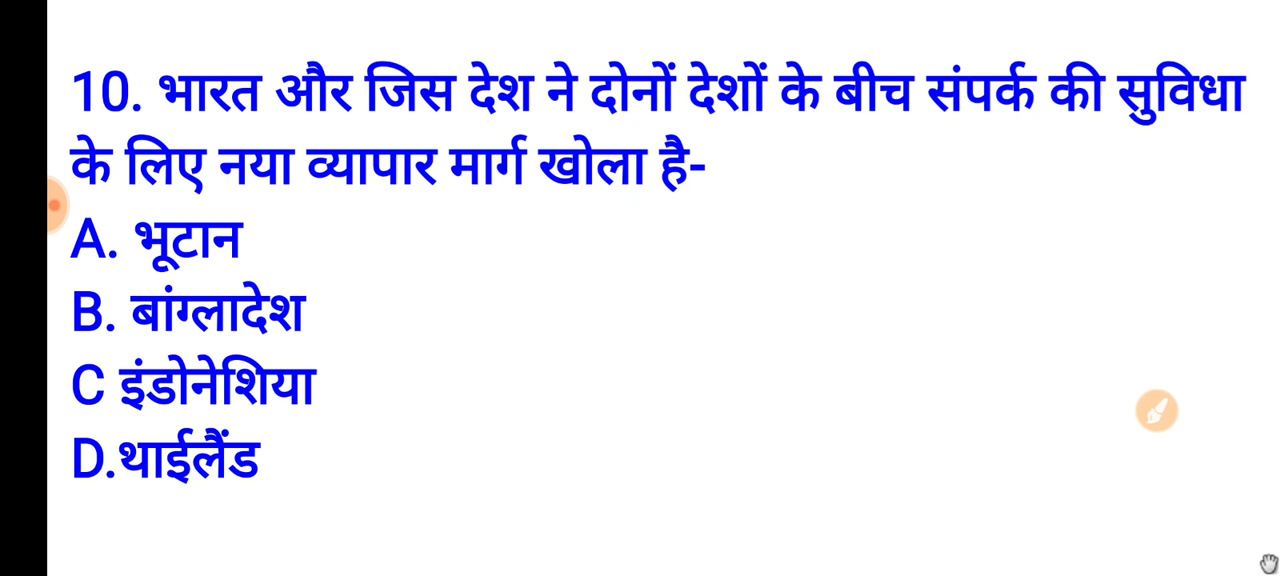 10. भारत और जिस देश ने दोनों देशों के बीच संपर्क की सुविधा
के लिए नया व्यापार मार्ग खोला है-
A. भूटान
B. बांग्लादेश
C इंडोनेशिया
D.थाईलैंड